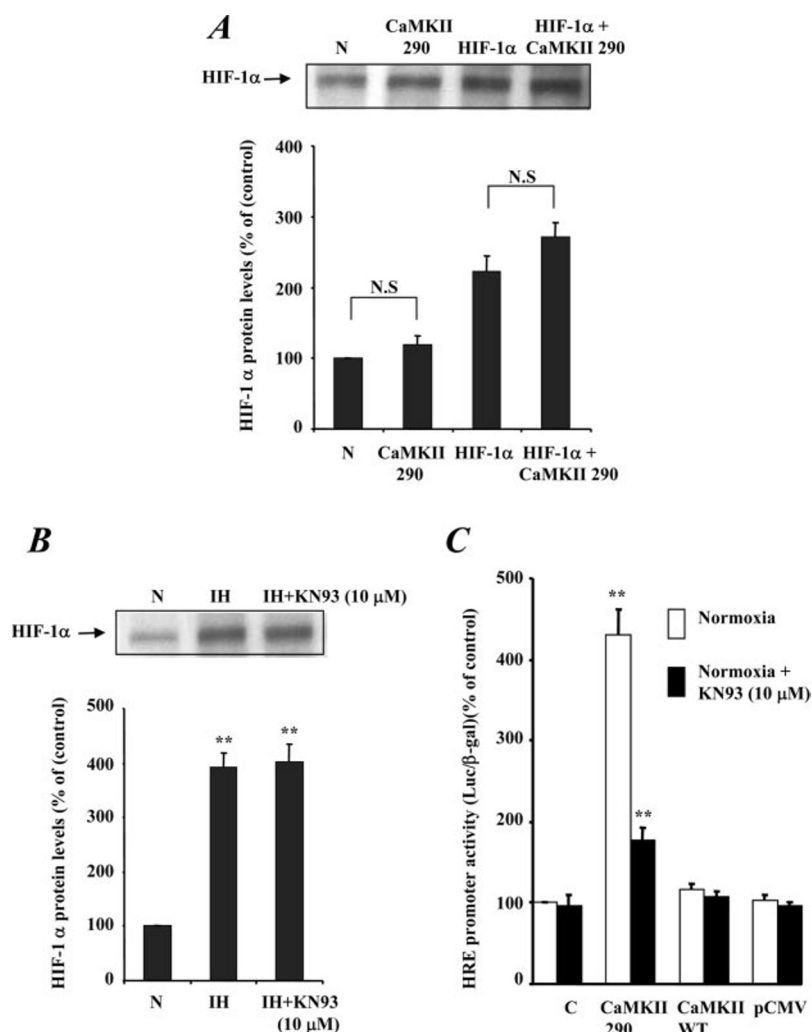 A
N
CaMKII
290
HIF-1α
HIF-1α +
CaMKII 290
HIF-1α
HIF-1 α protein levels (% of (control)
400
300
200
100
0
N.S
N.S
N
CaMKII
290
HIF-1α
HIF-1α +
CaMKII 290
B
N
IH
IH+KN93 (10 μM)
HIF-1α
HIF-1 α protein levels (% of (control)
500
400
300
200
100
0
**
**
N
IH
IH+KN93
(10 μM)
C
HRE promoter activity (Luc/β-gal)(% of control)
500
400
300
200
100
0
**
**
Normoxia
Normoxia +
KN93 (10 μM)
C
CaMKII
290
CaMKII
WT
pCMV